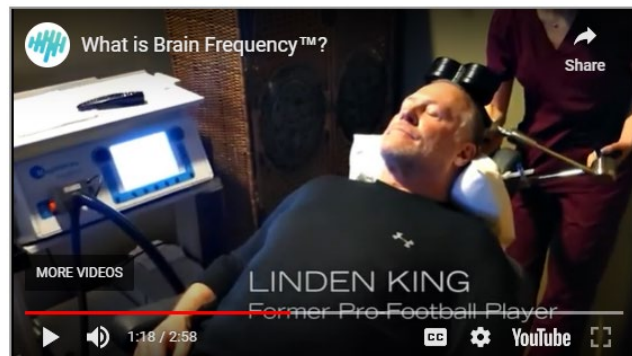 What is Brain Frequency™?
Share
MORE VIDEOS
LINDEN KING
Former Pro-Football Player
1:18 / 2:58
CC
YouTube